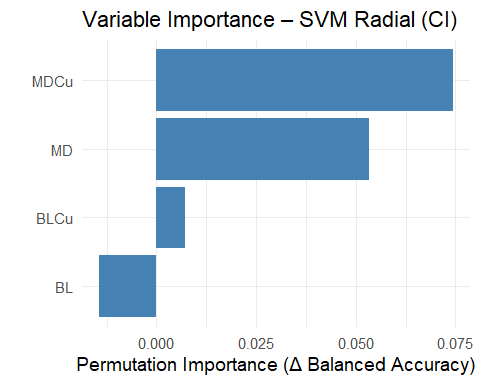 Variable Importance – SVM Radial (CI)
MDCu
MD
BLCu
BL
0.000 0.025 0.050 0.075
Permutation Importance (Δ Balanced Accuracy)